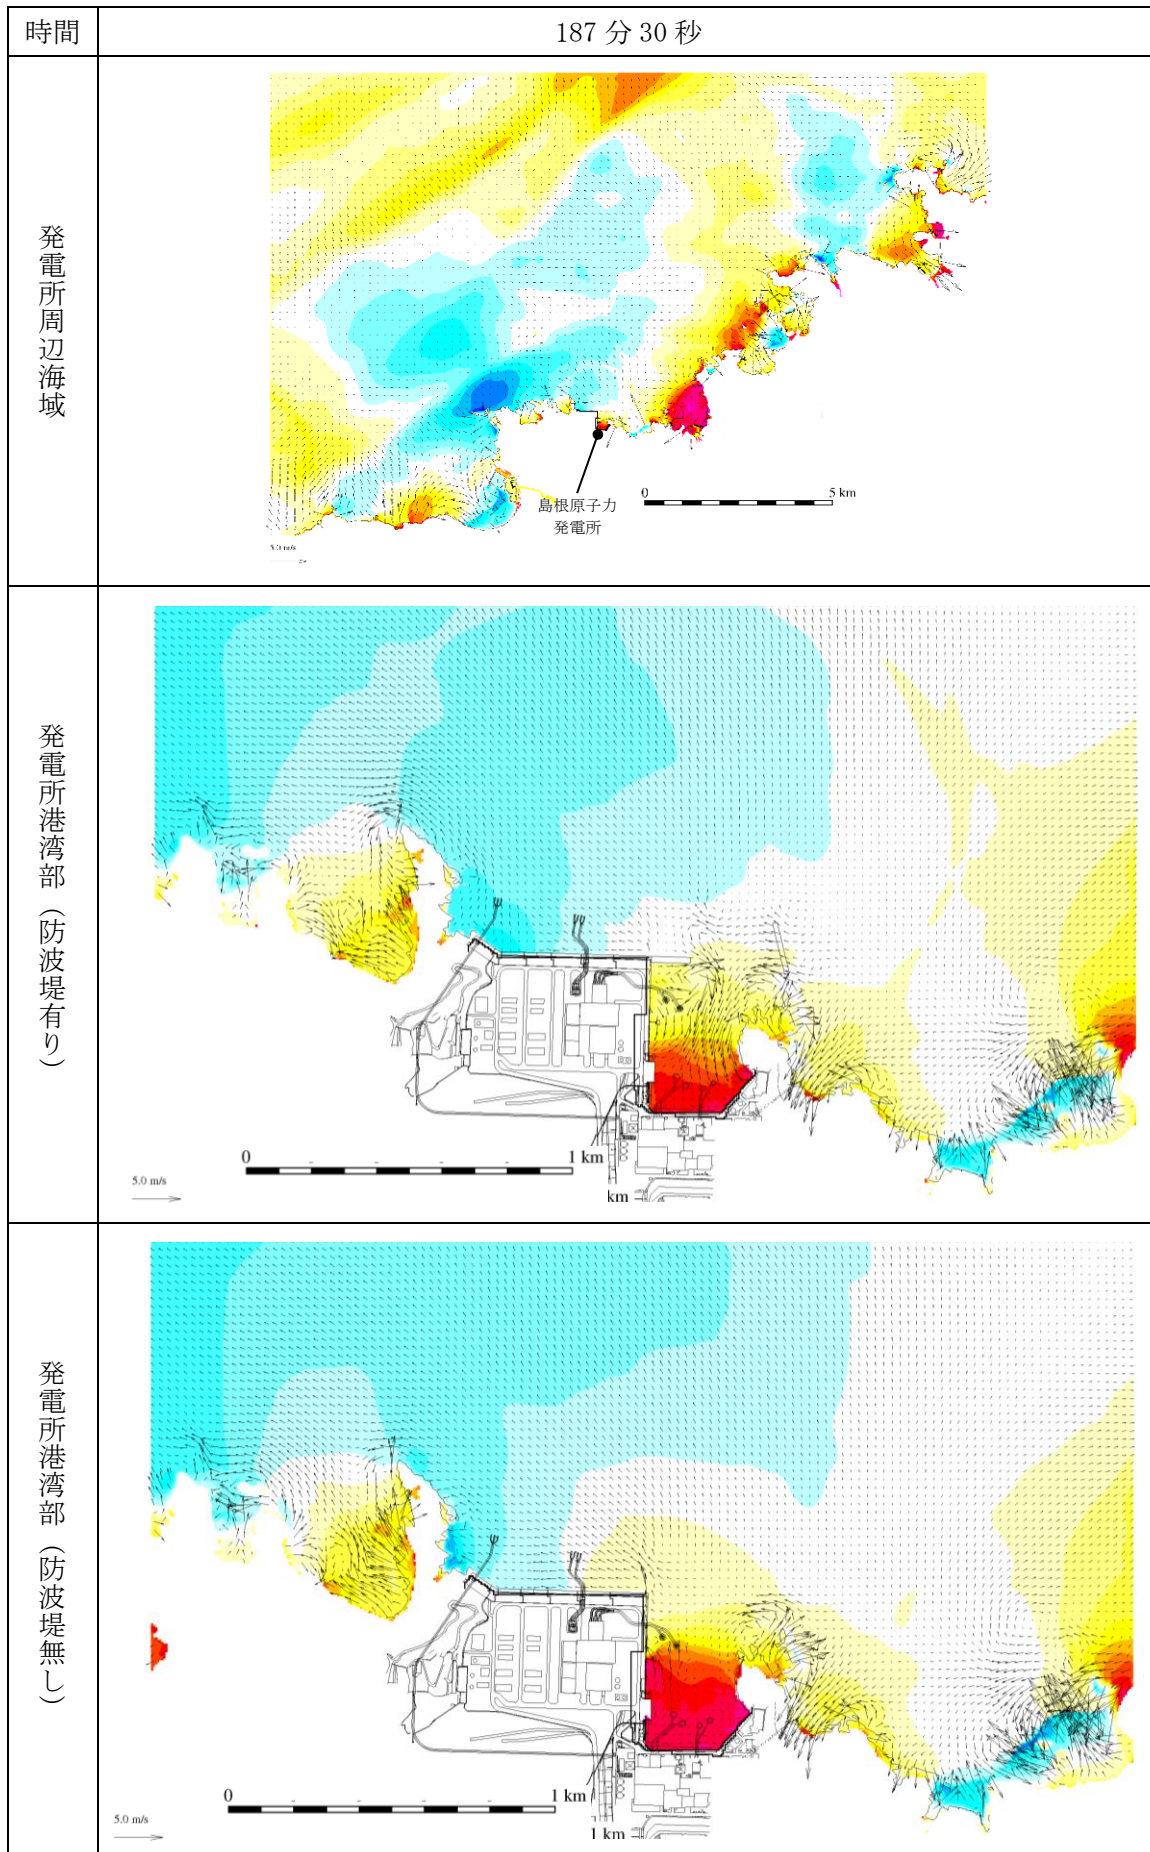 時間
187 分 30 秒
発電所周辺海域
島根原子力
発電所
0 5 km
5.0 m/s
発電所港湾部（防波堤有り）
0 1 km
5.0 m/s
km
発電所港湾部（防波堤無し）
0 1 km
5.0 m/s
1 km